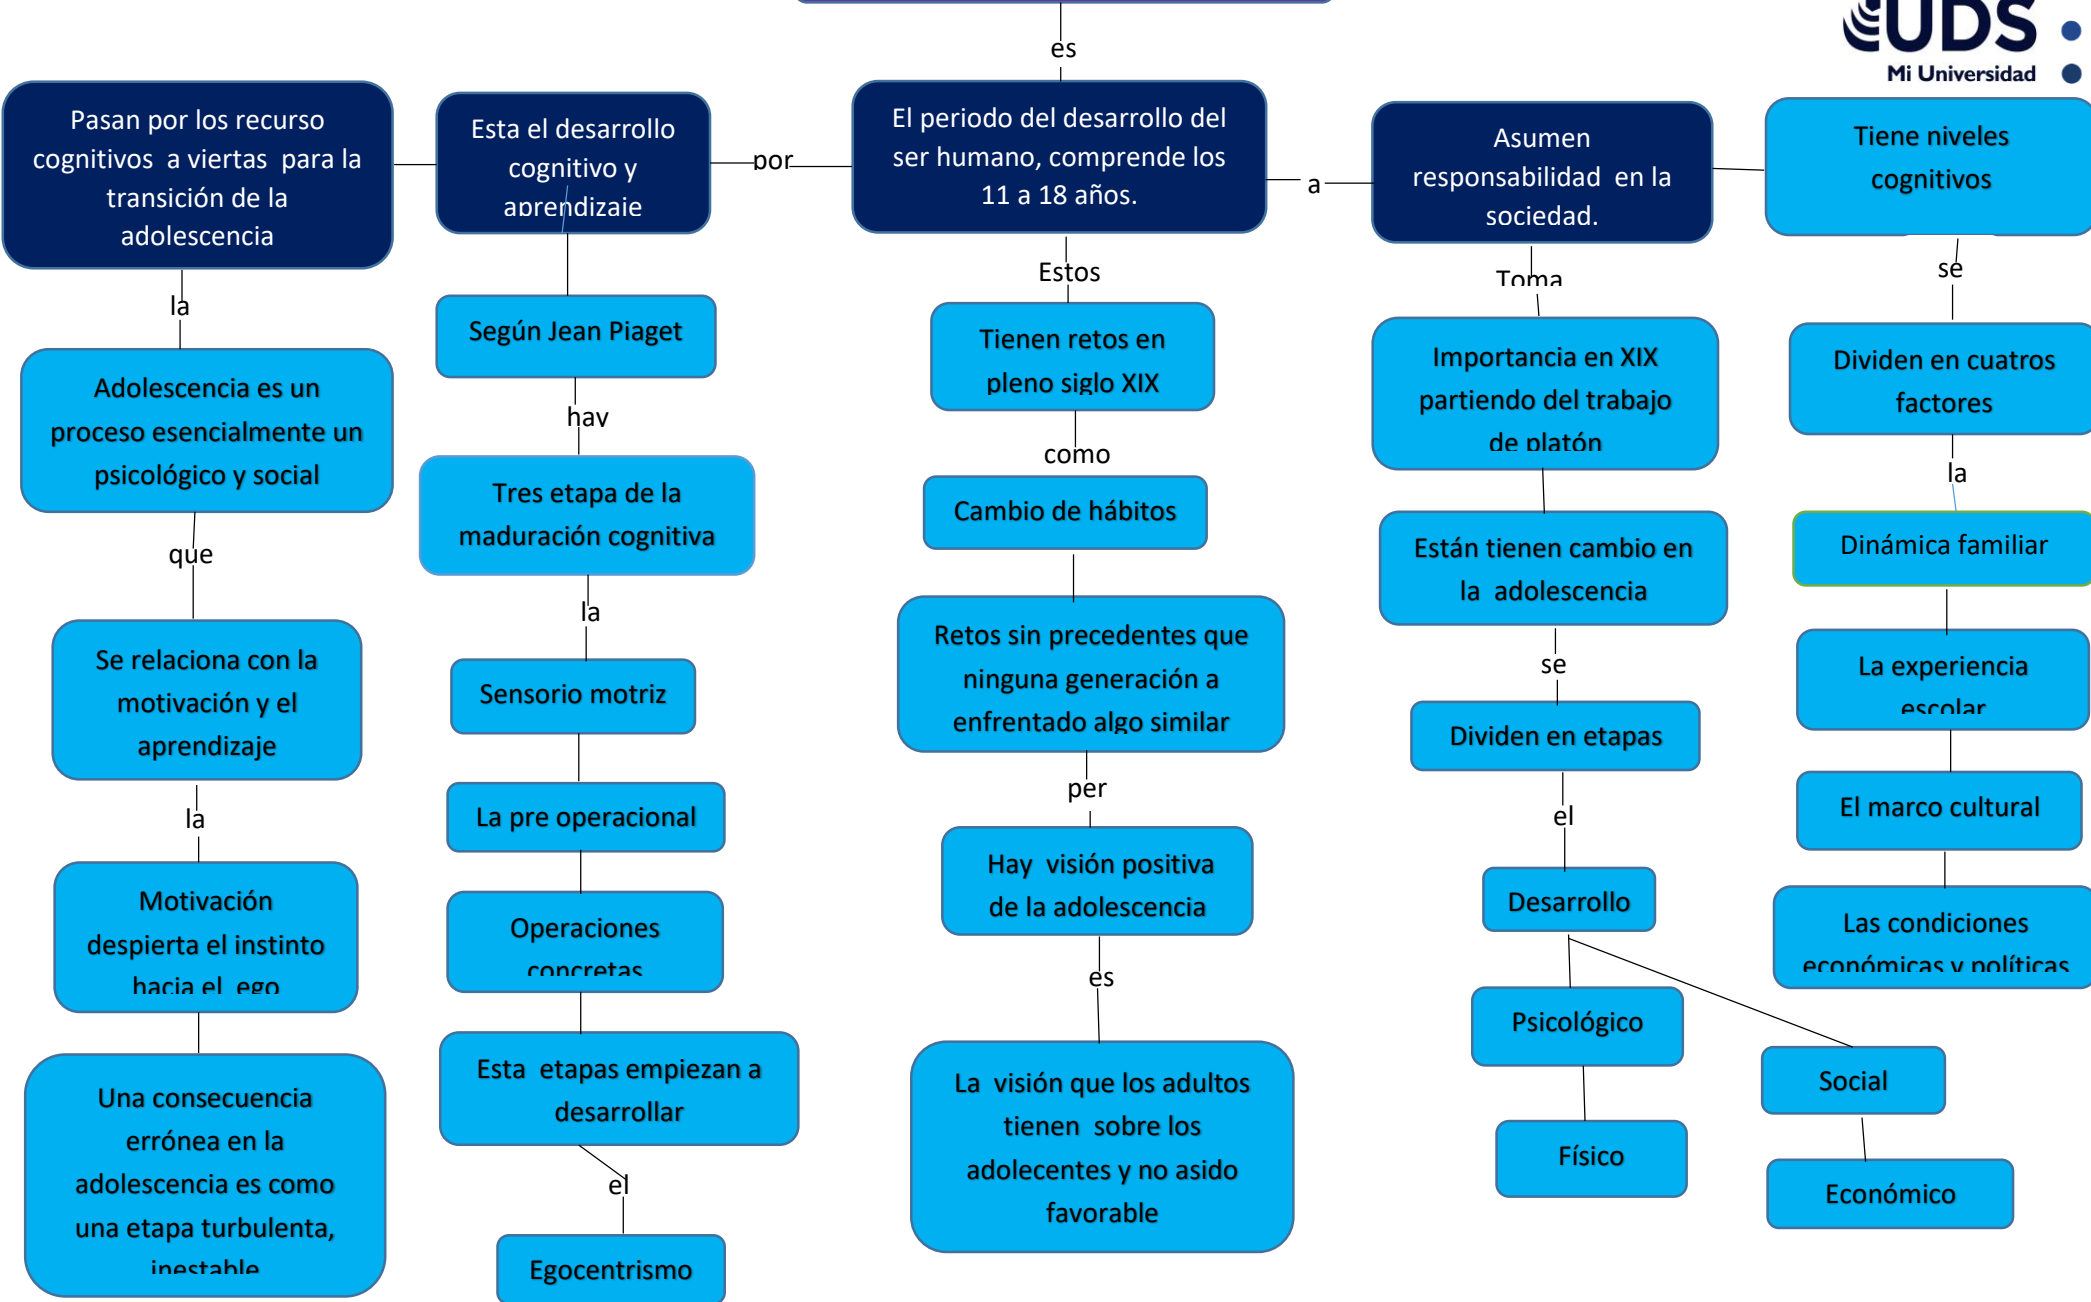 es
UDS
Mi Universidad
Pasan por los recurso
cognitivos a viertas para la
transición de la
adolescencia
Esta el desarrollo
cognitivo y
aprendizaje
por
El periodo del desarrollo del
ser humano, comprende los
11 a 18 años.
a
Asumen
responsabilidad en la
sociedad.
Tiene niveles
cognitivos
la
Adolescencia es un
proceso esencialmente un
psicológico y social
que
Se relaciona con la
motivación y el
aprendizaje
la
Motivación
despierta el instinto
hacia el ego
Una consecuencia
errónea en la
adolescencia es como
una etapa turbulenta,
inestable
Según Jean Piaget
hay
Tres etapa de la
maduración cognitiva
la
Sensorio motriz
La pre operacional
Operaciones
concretas
Esta etapas empiezan a
desarrollar
el
Egocentrismo
Estos
Tienen retos en
pleno siglo XIX
como
Cambio de hábitos
Retos sin precedentes que
ninguna generación a
enfrentado algo similar
per
Hay visión positiva
de la adolescencia
es
La visión que los adultos
tienen sobre los
adolecentes y no asido
favorable
Toma
Importancia en XIX
partiendo del trabajo
de platón
Están tienen cambio en
la adolescencia
se
Dividen en etapas
el
Desarrollo
Psicológico
Físico
Social
Económico
se
Dividen en cuatros
factores
la
Dinámica familiar
La experiencia
escolar
El marco cultural
Las condiciones
económicas y políticas